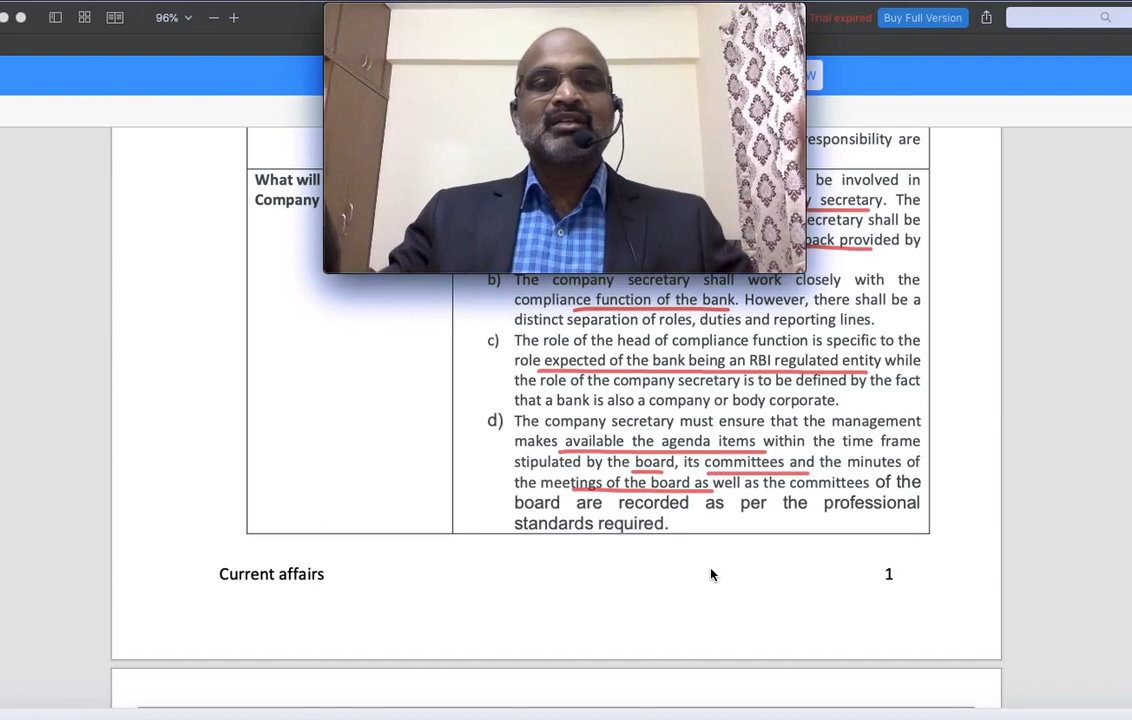 96%
Trial expired
Buy Full Version
W
responsibility are
What will be involved in
Company secretary. The
ecretary shall be
back provided by
b) The company secretary shall work closely with the
compliance function of the bank. However, there shall be a
distinct separation of roles, duties and reporting lines.
c) The role of the head of compliance function is specific to the
role expected of the bank being an RBI regulated entity while
the role of the company secretary is to be defined by the fact
that a bank is also a company or body corporate.
d) The company secretary must ensure that the management
makes available the agenda items within the time frame
stipulated by the board, its committees and the minutes of
the meetings of the board as well as the committees of the
board are recorded as per the professional
standards required.
Current affairs 1